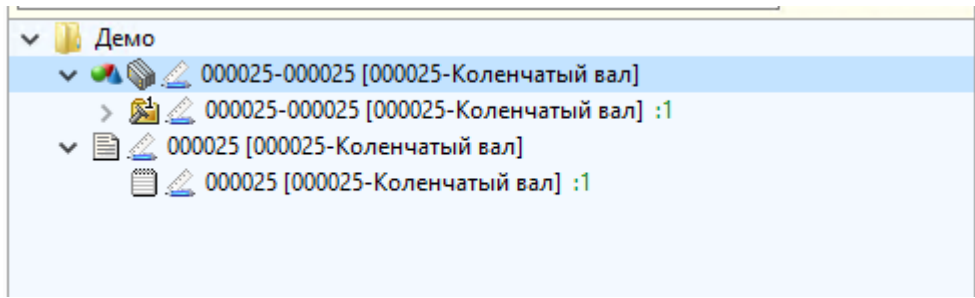 Демо
000025-000025 [000025-Коленчатый вал]
000025-000025 [000025-Коленчатый вал] :1
000025 [000025-Коленчатый вал]
000025 [000025-Коленчатый вал] :1